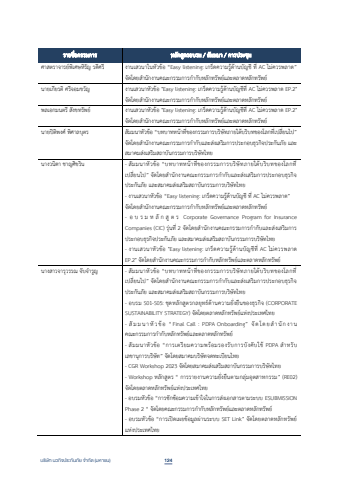 รายชื่อกรรมการ
หลักสูตรอบรม / สัมมนา / การประชุม
ศาสตราจารย์พิเศษหิรัญ รดีศรี
งานเสวนาในหัวข้อ "Easy listening: เกร็ดความรู้ด้านบัญชี ที่ AC ไม่ควรพลาด"
จัดโดยสำนักงานคณะกรรมการกำกับหลักทรัพย์และตลาดหลักทรัพย์
นายเกียรติ ศรีจอมขวัญ
งานเสวนาหัวข้อ "Easy listening: เกร็ดความรู้ด้านบัญชีที่ AC ไม่ควรพลาด EP.2"
จัดโดยสำนักงานคณะกรรมการกำกับหลักทรัพย์และตลาดหลักทรัพย์
พลเอกมนตรี สังขทรัพย์
งานเสวนาหัวข้อ "Easy listening: เกร็ดความรู้ด้านบัญชีที่ AC ไม่ควรพลาด EP.2"
จัดโดยสำนักงานคณะกรรมการกำกับหลักทรัพย์และตลาดหลักทรัพย์
สัมมนาหัวข้อ "บทบาทหน้าที่ของกรรมการบริษัทภายใต้บริบทของโลกที่เปลี่ยนไป"
จัดโดยสำนักงานคณะกรรมการกำกับและส่งเสริมการประกอบธุรกิจประกันภัย และ
สมาคมส่งเสริมสถาบันกรรมการบริษัทไทย
นางวนิดา ชาญศิขริน
- สัมมนาหัวข้อ "บทบาทหน้าที่ของกรรมการบริษัทภายใต้บริบทของโลกที่
เปลี่ยนไป" จัดโดยสำนักงานคณะกรรมการกำกับและส่งเสริมการประกอบธุรกิจ
ประกันภัย และสมาคมส่งเสริมสถาบันกรรมการบริษัทไทย
- งานเสวนาหัวข้อ "Easy listening: เกร็ดความรู้ด้านบัญชี ที่ AC ไม่ควรพลาด"
จัดโดยสำนักงานคณะกรรมการกำกับหลักทรัพย์และตลาดหลักทรัพย์
- อบรมหลักสูตร Corporate Governance Program for Insurance
Companies (CIC) รุ่นที่ 2 จัดโดยคณะกรรมการกำกับและส่งเสริมการ
ประกอบธุรกิจประกันภัย และสมาคมส่งเสริมสถาบันกรรมการบริษัทไทย
- งานเสวนาหัวข้อ "Easy listening: เกร็ดความรู้ด้านบัญชีที่ AC ไม่ควรพลาด
EP.2" จัดโดยสำนักงานคณะกรรมการกำกับหลักทรัพย์และตลาดหลักทรัพย์
นางสาวจารุวรรณ จับจำรูญ
- สัมมนาหัวข้อ "บทบาทหน้าที่ของกรรมการบริษัทภายใต้บริบทของโลกที่
เปลี่ยนไป" จัดโดยสำนักงานคณะกรรมการกำกับและส่งเสริมการประกอบธุรกิจ
ประกันภัย และสมาคมส่งเสริมสถาบันกรรมการบริษัทไทย
- อบรม S01-S05: ชุดหลักสูตรกลยุทธ์ด้านความยั่งยืนของธุรกิจ (CORPORATE
SUSTAINABILITY STRATEGY) จัดโดยตลาดหลักทรัพย์แห่งประเทศไทย
- สัมมนาหัวข้อ "Final Call : PDPA Onboarding" จัดโดยสำนักงาน
คณะกรรมการกำกับหลักทรัพย์และตลาดหลักทรัพย์
- สัมมนาหัวข้อ "การเตรียมความพร้อมรองรับการบังคับใช้ PDPA สำหรับ
เลขานุการบริษัท" จัดโดยสมาคมบริษัทจดทะเบียนไทย
- CGR Workshop 2023 จัดโดยสมาคมส่งเสริมสถาบันกรรมการบริษัทไทย
- Workshop หลักสูตร " การรายงานความยั่งยืนตามกลุ่มอุตสาหกรรม"
จัดโดยตลาดหลักทรัพย์แห่งประเทศไทย
- อบรมหัวข้อ "การซักซ้อมความเข้าใจในการส่งเอกสารตามระบบ ESUBMISSION
Phase 2 " จัดโดยคณะกรรมการกำกับหลักทรัพย์และตลาดหลักทรัพย์
- อบรมหัวข้อ "การเปิดเผยข้อมูลผ่านระบบ SET Link" จัดโดยตลาดหลักทรัพย์
แห่งประเทศไทย
บริษัท นวกิจประกันภัย จำกัด (มหาชน)
124